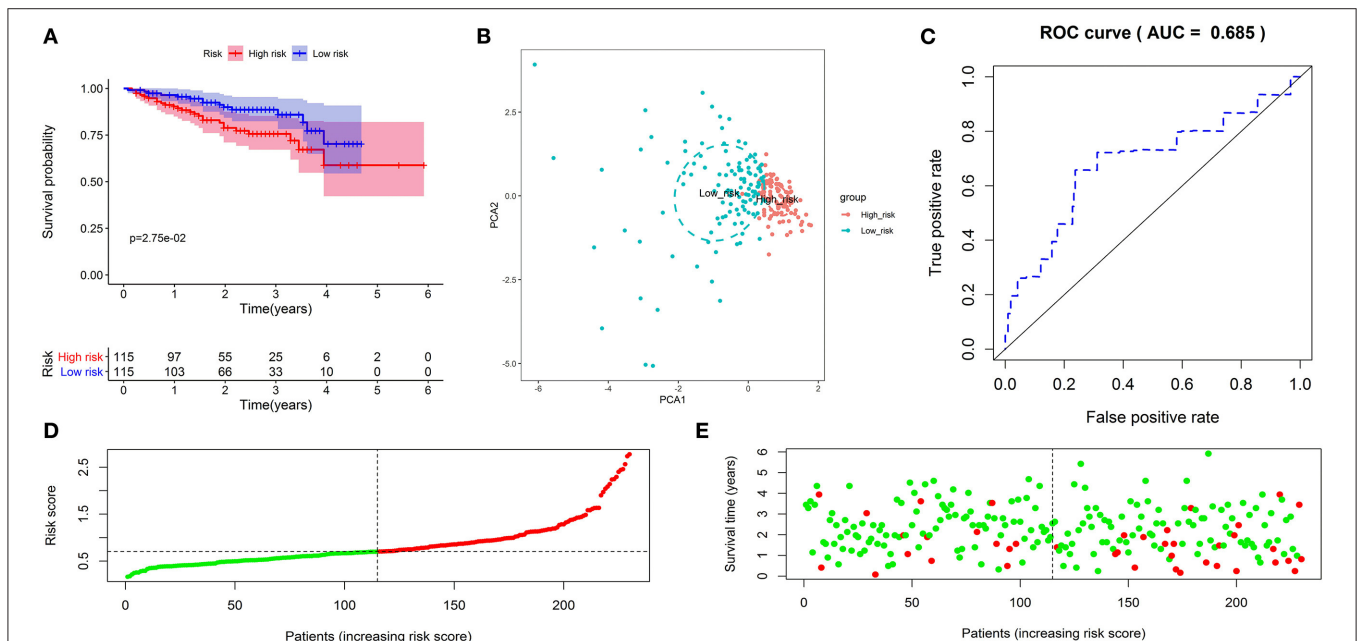 A
Risk High risk Low risk
Survival probability
1.00
0.75
0.50
0.25
0.00
p=2.75e-02
0 1 2 3 4 5 6
Time(years)
Risk
High risk 115 97 55 25 6 2 0
Low risk 115 103 66 33 10 0 0
0 1 2 3 4 5 6
Time(years)
B
PCA2
2.5
0.0
-2.5
-5.0
Low_risk
High_risk
-6 -4 -2 0 2
PCA1
group
High_risk
Low_risk
C
ROC curve ( AUC = 0.685 )
True positive rate
1.0
0.8
0.6
0.4
0.2
0.0
0.0 0.2 0.4 0.6 0.8 1.0
False positive rate
D
Risk score
2.5
1.5
0.5
0 50 100 150 200
Patients (increasing risk score)
E
Survival time (years)
6
5
4
3
2
1
0
0 50 100 150 200
Patients (increasing risk score)